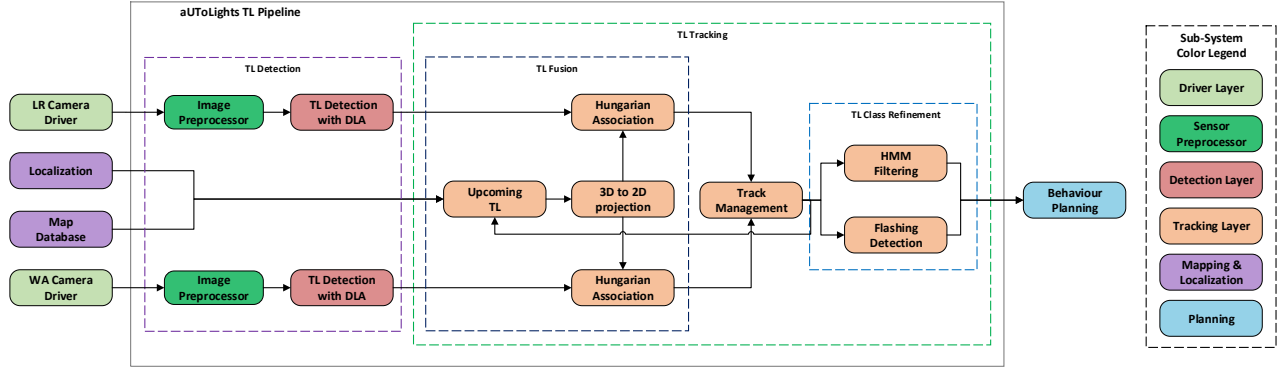 aUToLights TL Pipeline
TL Tracking
TL Detection
TL Fusion
TL Class Refinement
LR Camera
Driver
Image
Preprocessor
TL Detection
with DLA
Hungarian
Association
HMM
Filtering
Localization
Upcoming
TL
3D to 2D
projection
Track
Management
Behaviour
Planning
Map
Database
Flashing
Detection
WA Camera
Driver
Image
Preprocessor
TL Detection
with DLA
Hungarian
Association
Sub-System
Color Legend
Driver Layer
Sensor
Preprocessor
Detection Layer
Tracking Layer
Mapping &
Localization
Planning